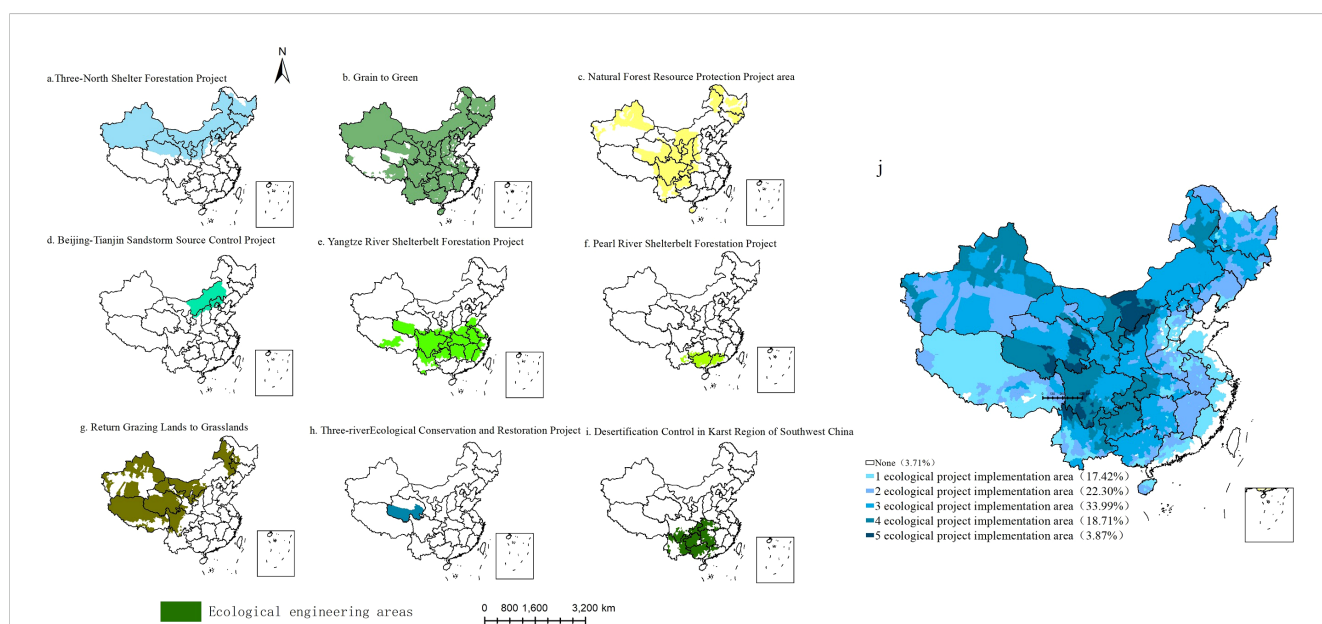 N
a.Three-North Shelter Forestation Project
b. Grain to Green
c. Natural Forest Resource Protection Project area
d. Beijing-Tianjin Sandstorm Source Control Project
e. Yangtze River Shelterbelt Forestation Project
f. Pearl River Shelterbelt Forestation Project
g. Return Grazing Lands to Grasslands
h. Three-riverEcological Conservation and Restoration Project
i. Desertification Control in Karst Region of Southwest China
Ecological engineering areas
0 800 1,600 3,200 km
j
None（3.71%）
1 ecological project implementation area（17.42%）
2 ecological project implementation area（22.30%）
3 ecological project implementation area（33.99%）
4 ecological project implementation area（18.71%）
5 ecological project implementation area（3.87%）